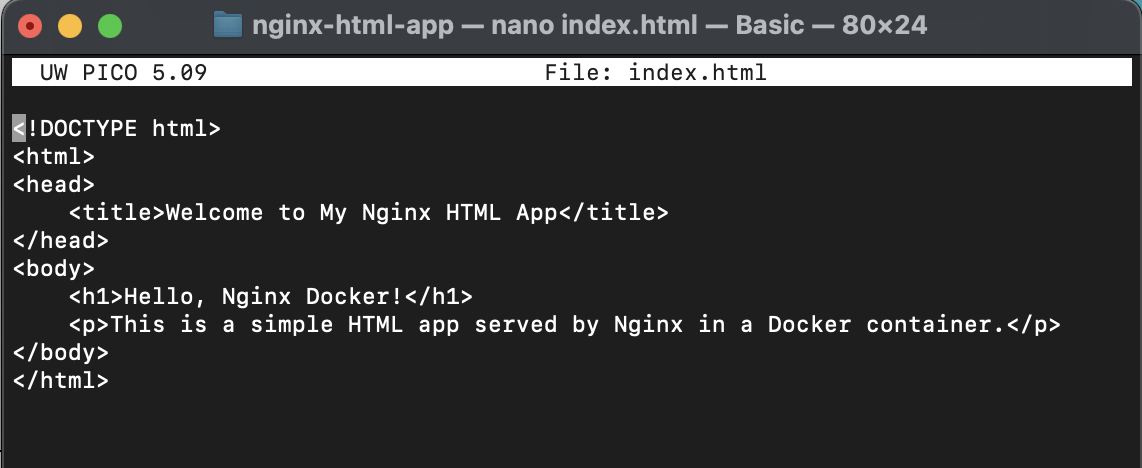 nginx-html-app — nano index.html — Basic — 80×24
UW PICO 5.09 File: index.html
<!DOCTYPE html>
<html>
<head>
    <title>Welcome to My Nginx HTML App</title>
</head>
<body>
    <h1>Hello, Nginx Docker!</h1>
    <p>This is a simple HTML app served by Nginx in a Docker container.</p>
</body>
</html>